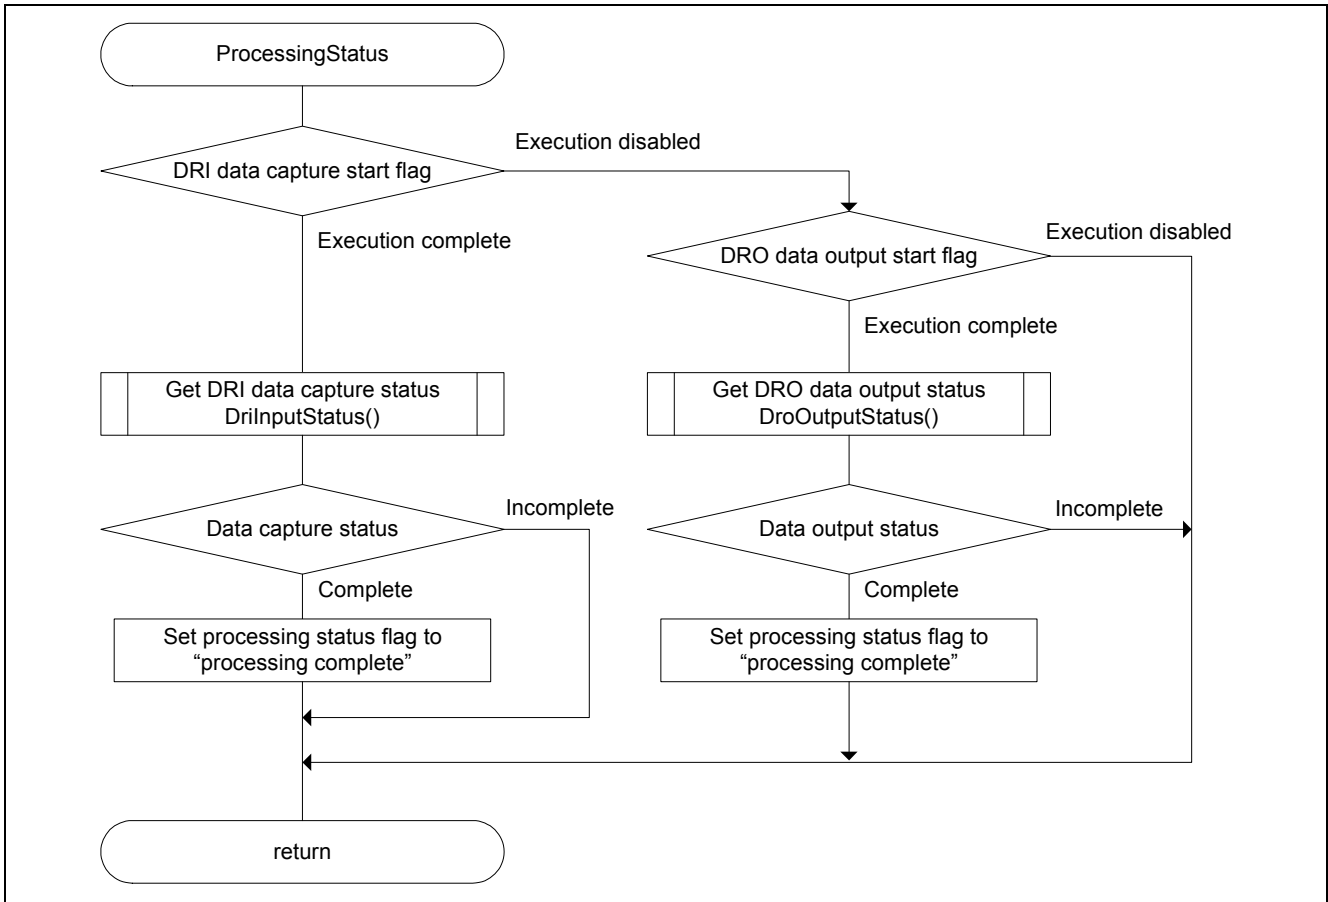 ProcessingStatus
DRI data capture start flag
Execution disabled
Execution complete
DRO data output start flag
Execution disabled
Execution complete
Get DRI data capture status
DriInputStatus()
Get DRO data output status
DroOutputStatus()
Data capture status
Incomplete
Complete
Data output status
Incomplete
Complete
Set processing status flag to
“processing complete”
Set processing status flag to
“processing complete”
return